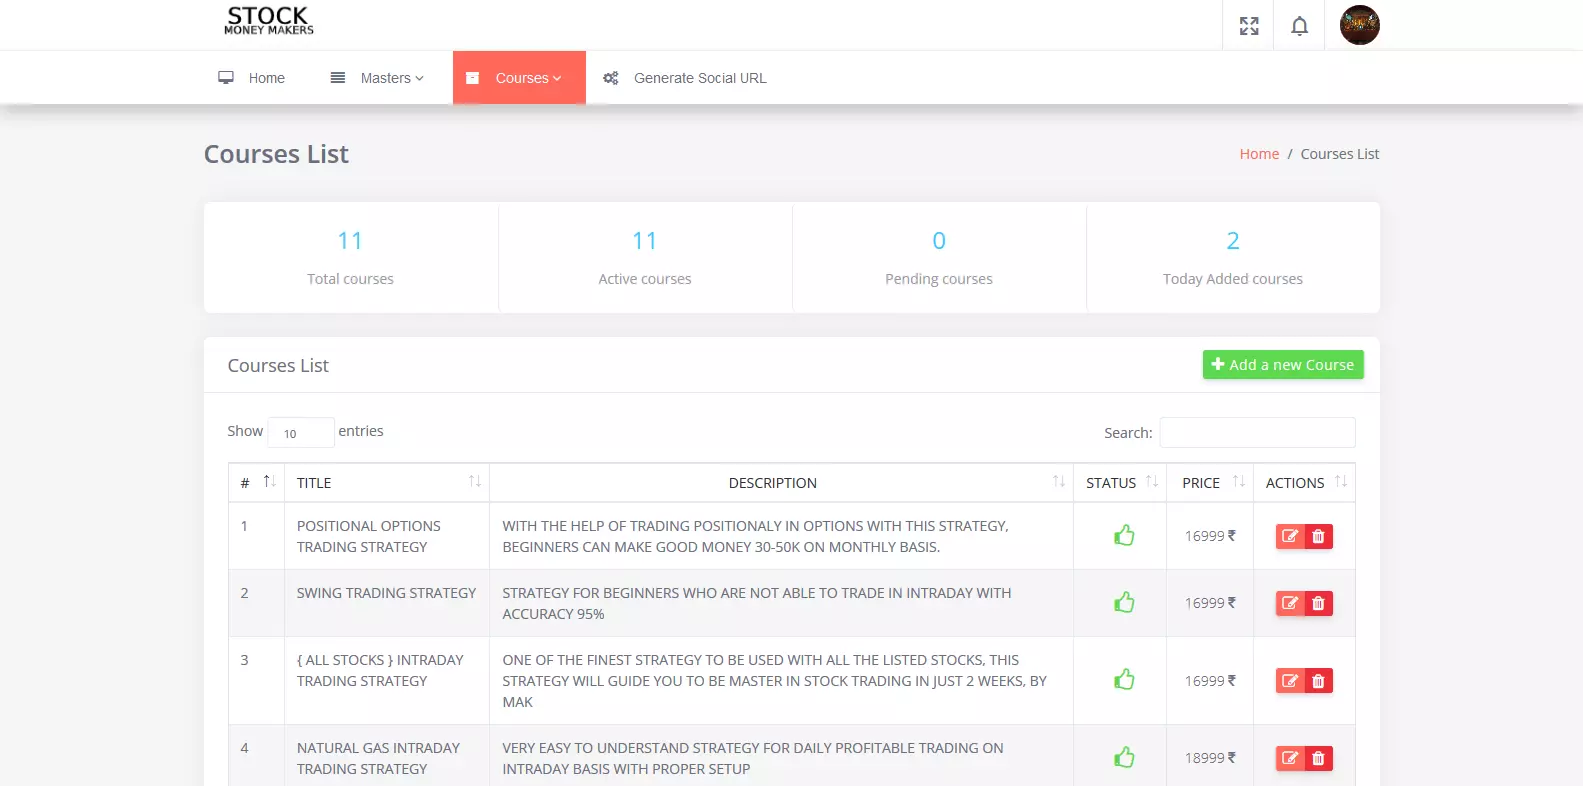 STOCK
MONEY MAKERS
Home
Masters
Courses
Generate Social URL
Courses List
Home / Courses List
11
Total courses
11
Active courses
0
Pending courses
2
Today Added courses
Courses List
Add a new Course
Show 10 entries
Search:
# TITLE DESCRIPTION STATUS PRICE ACTIONS
1 POSITIONAL OPTIONS
TRADING STRATEGY
WITH THE HELP OF TRADING POSITIONALY IN OPTIONS WITH THIS STRATEGY,
BEGINNERS CAN MAKE GOOD MONEY 30-50K ON MONTHLY BASIS.
16999 ₹
2 SWING TRADING STRATEGY
STRATEGY FOR BEGINNERS WHO ARE NOT ABLE TO TRADE IN INTRADAY WITH
ACCURACY 95%
16999 ₹
3 { ALL STOCKS } INTRADAY
TRADING STRATEGY
ONE OF THE FINEST STRATEGY TO BE USED WITH ALL THE LISTED STOCKS, THIS
STRATEGY WILL GUIDE YOU TO BE MASTER IN STOCK TRADING IN JUST 2 WEEKS, BY
MAK
16999 ₹
4 NATURAL GAS INTRADAY
TRADING STRATEGY
VERY EASY TO UNDERSTAND STRATEGY FOR DAILY PROFITABLE TRADING ON
INTRADAY BASIS WITH PROPER SETUP
18999 ₹